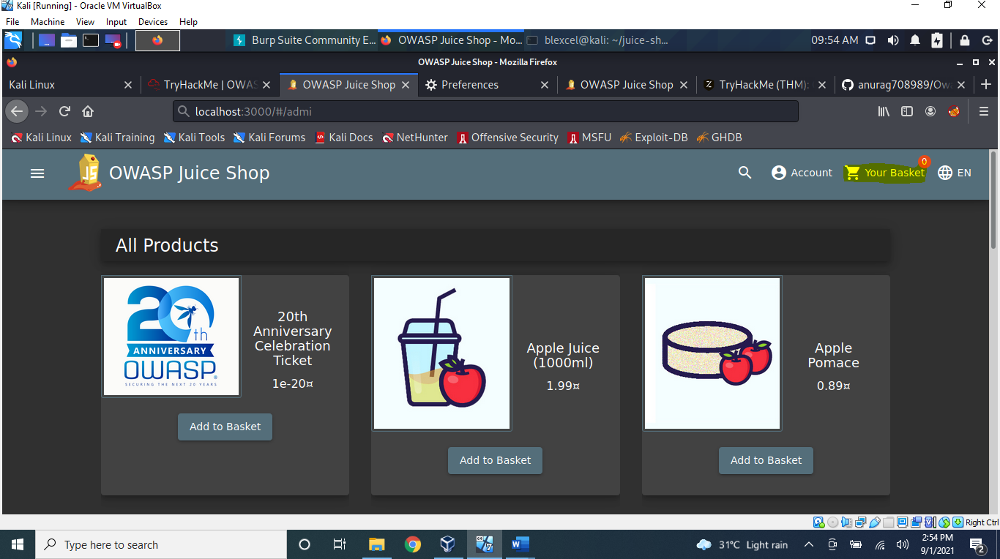 Kali [Running] - Oracle VM VirtualBox
File Machine View Input Devices Help
Burp Suite Community E... OWASP Juice Shop - Mo... blexcel@kali: ~/juice-sh... 09:54 AM
OWASP Juice Shop - Mozilla Firefox
Kali Linux TryHackMe | OWAS OWASP Juice Shop Preferences OWASP Juice Shop TryHackMe (THM): anurag708989/Owa
localhost:3000/#/admi
Kali Linux Kali Training Kali Tools Kali Forums Kali Docs NetHunter Offensive Security MSFU Exploit-DB GHDB
JS OWASP Juice Shop Account Your Basket 0 EN
All Products
20th
ANNIVERSARY
OWASP
SECURING THE NEXT 20 YEARS
20th
Anniversary
Celebration
Ticket
1e-20¤
Add to Basket
Apple Juice
(1000ml)
1.99¤
Add to Basket
Apple
Pomace
0.89¤
Add to Basket
Right Ctrl
Type here to search
31°C Light rain
2:54 PM
9/1/2021
2